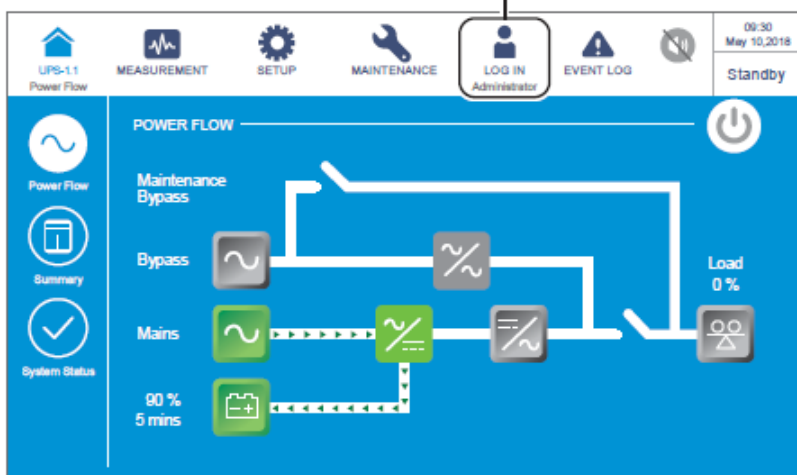 UPS-1.1
Power Flow
MEASUREMENT
SETUP
MAINTENANCE
LOG IN
Administrator
EVENT LOG
09:30
May 10,2018
Standby
POWER FLOW
Power Flow
Summary
System Status
Maintenance
Bypass
Bypass
Mains
90 %
5 mins
Load
0 %